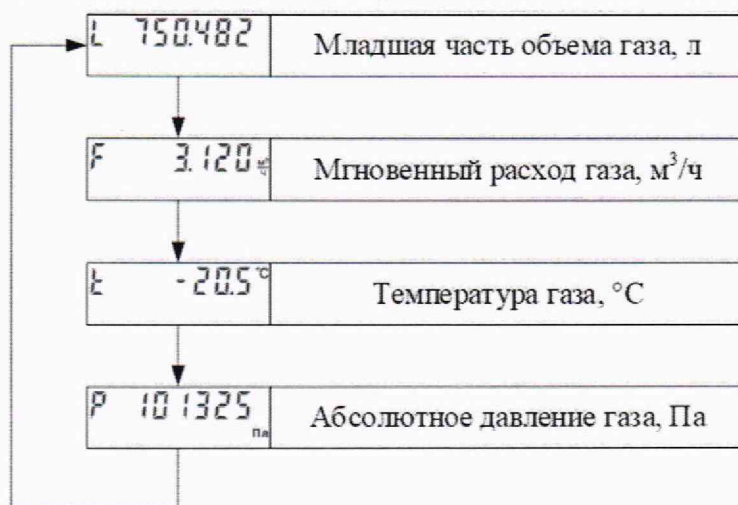 L 750.482 Младшая часть объема газа, л
F 3.120 Мгновенный расход газа, м³/ч
t -20.5 °C Температура газа, °С
P 101325 Па Абсолютное давление газа, Па